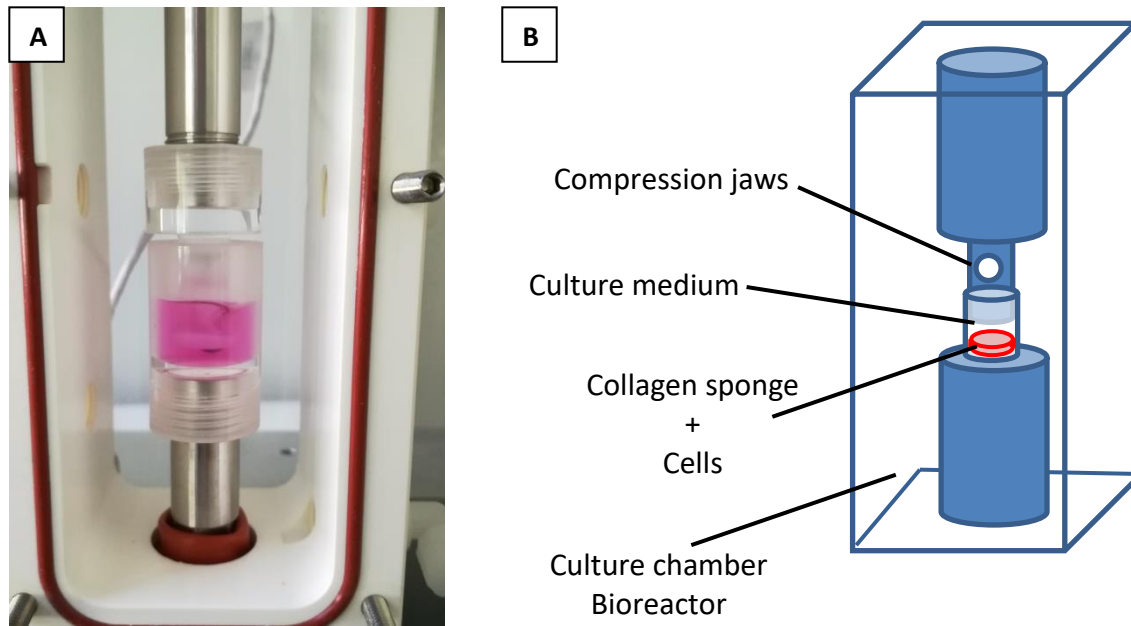 A
B
Compression jaws
Culture medium
Collagen sponge
+
Cells
Culture chamber
Bioreactor